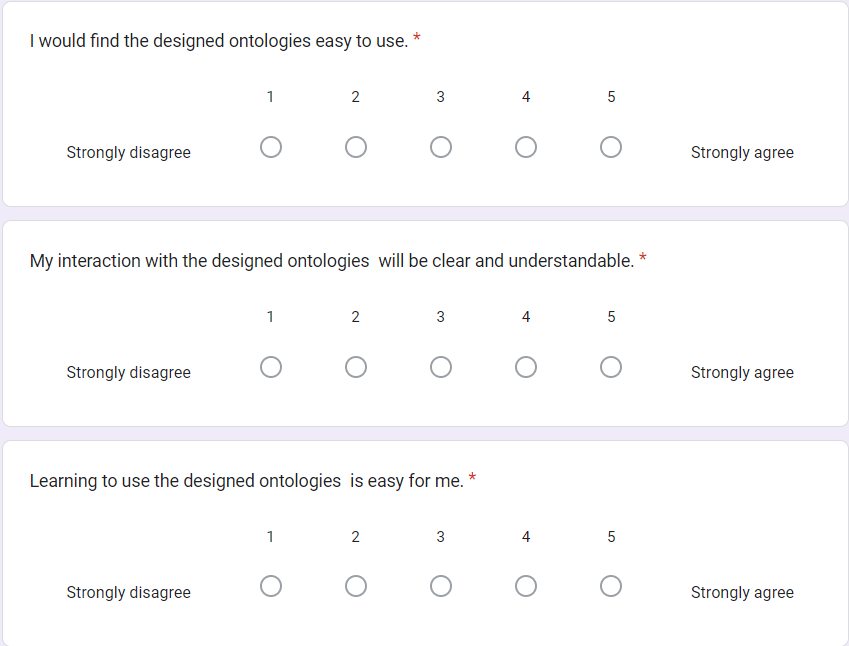 I would find the designed ontologies easy to use. *
1 2 3 4 5
Strongly disagree Strongly agree
My interaction with the designed ontologies  will be clear and understandable. *
1 2 3 4 5
Strongly disagree Strongly agree
Learning to use the designed ontologies  is easy for me. *
1 2 3 4 5
Strongly disagree Strongly agree